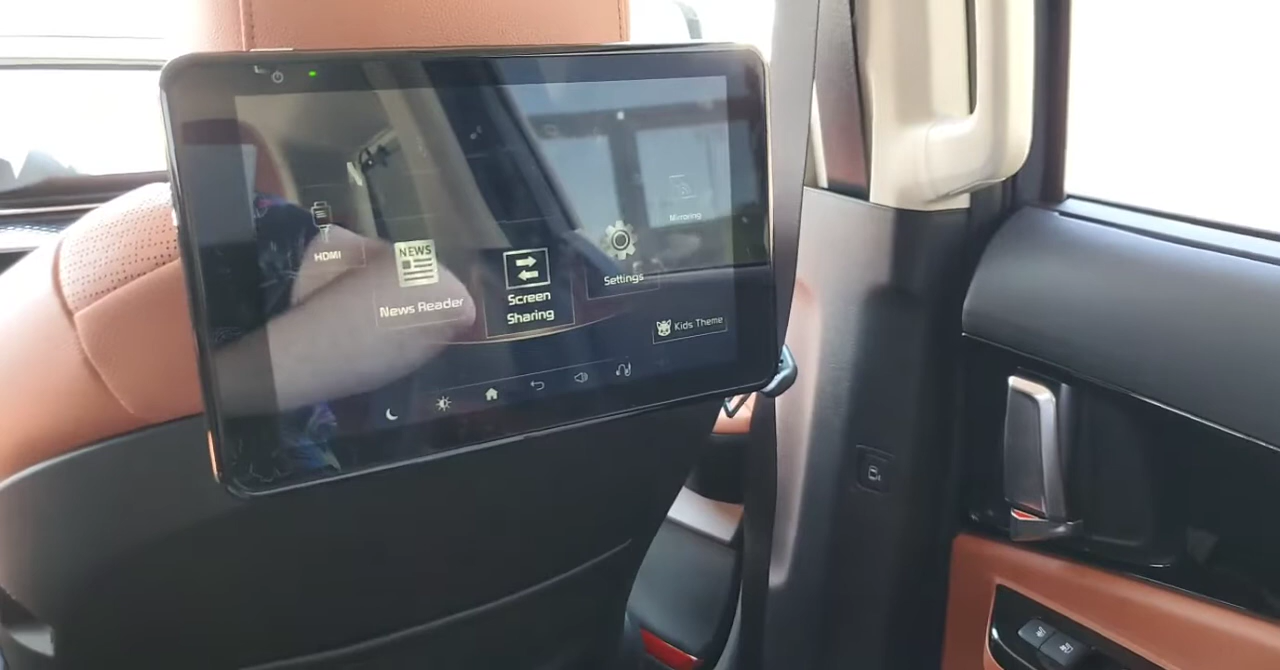 HDMI
NEWS
News Reader
Screen
Sharing
Settings
Mirroring
Kids Theme